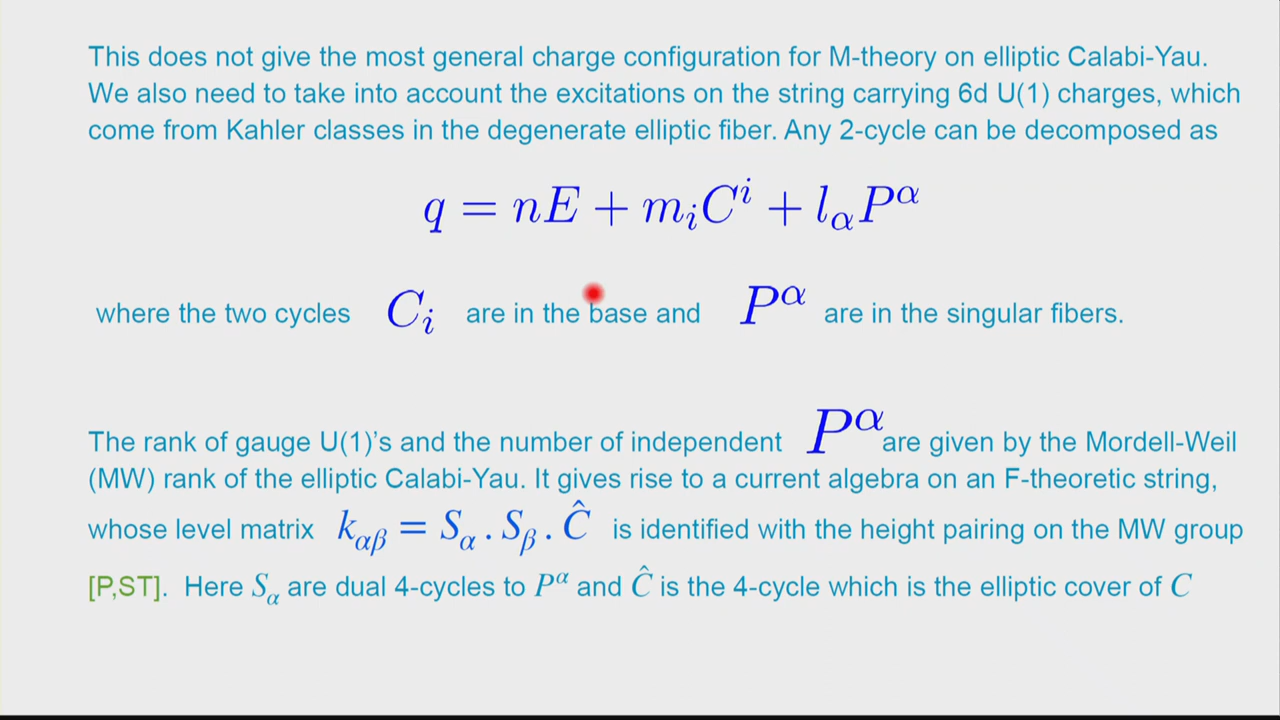 This does not give the most general charge configuration for M-theory on elliptic Calabi-Yau.
We also need to take into account the excitations on the string carrying 6d U(1) charges, which
come from Kahler classes in the degenerate elliptic fiber. Any 2-cycle can be decomposed as
q = nE + m_i C^i + l_α P^α
where the two cycles C_i are in the base and P^α are in the singular fibers.
The rank of gauge U(1)'s and the number of independent P^α are given by the Mordell-Weil
(MW) rank of the elliptic Calabi-Yau. It gives rise to a current algebra on an F-theoretic string,
whose level matrix k_{αβ} = S_α . S_β . Ĉ is identified with the height pairing on the MW group
[P,ST]. Here S_α are dual 4-cycles to P^α and Ĉ is the 4-cycle which is the elliptic cover of C